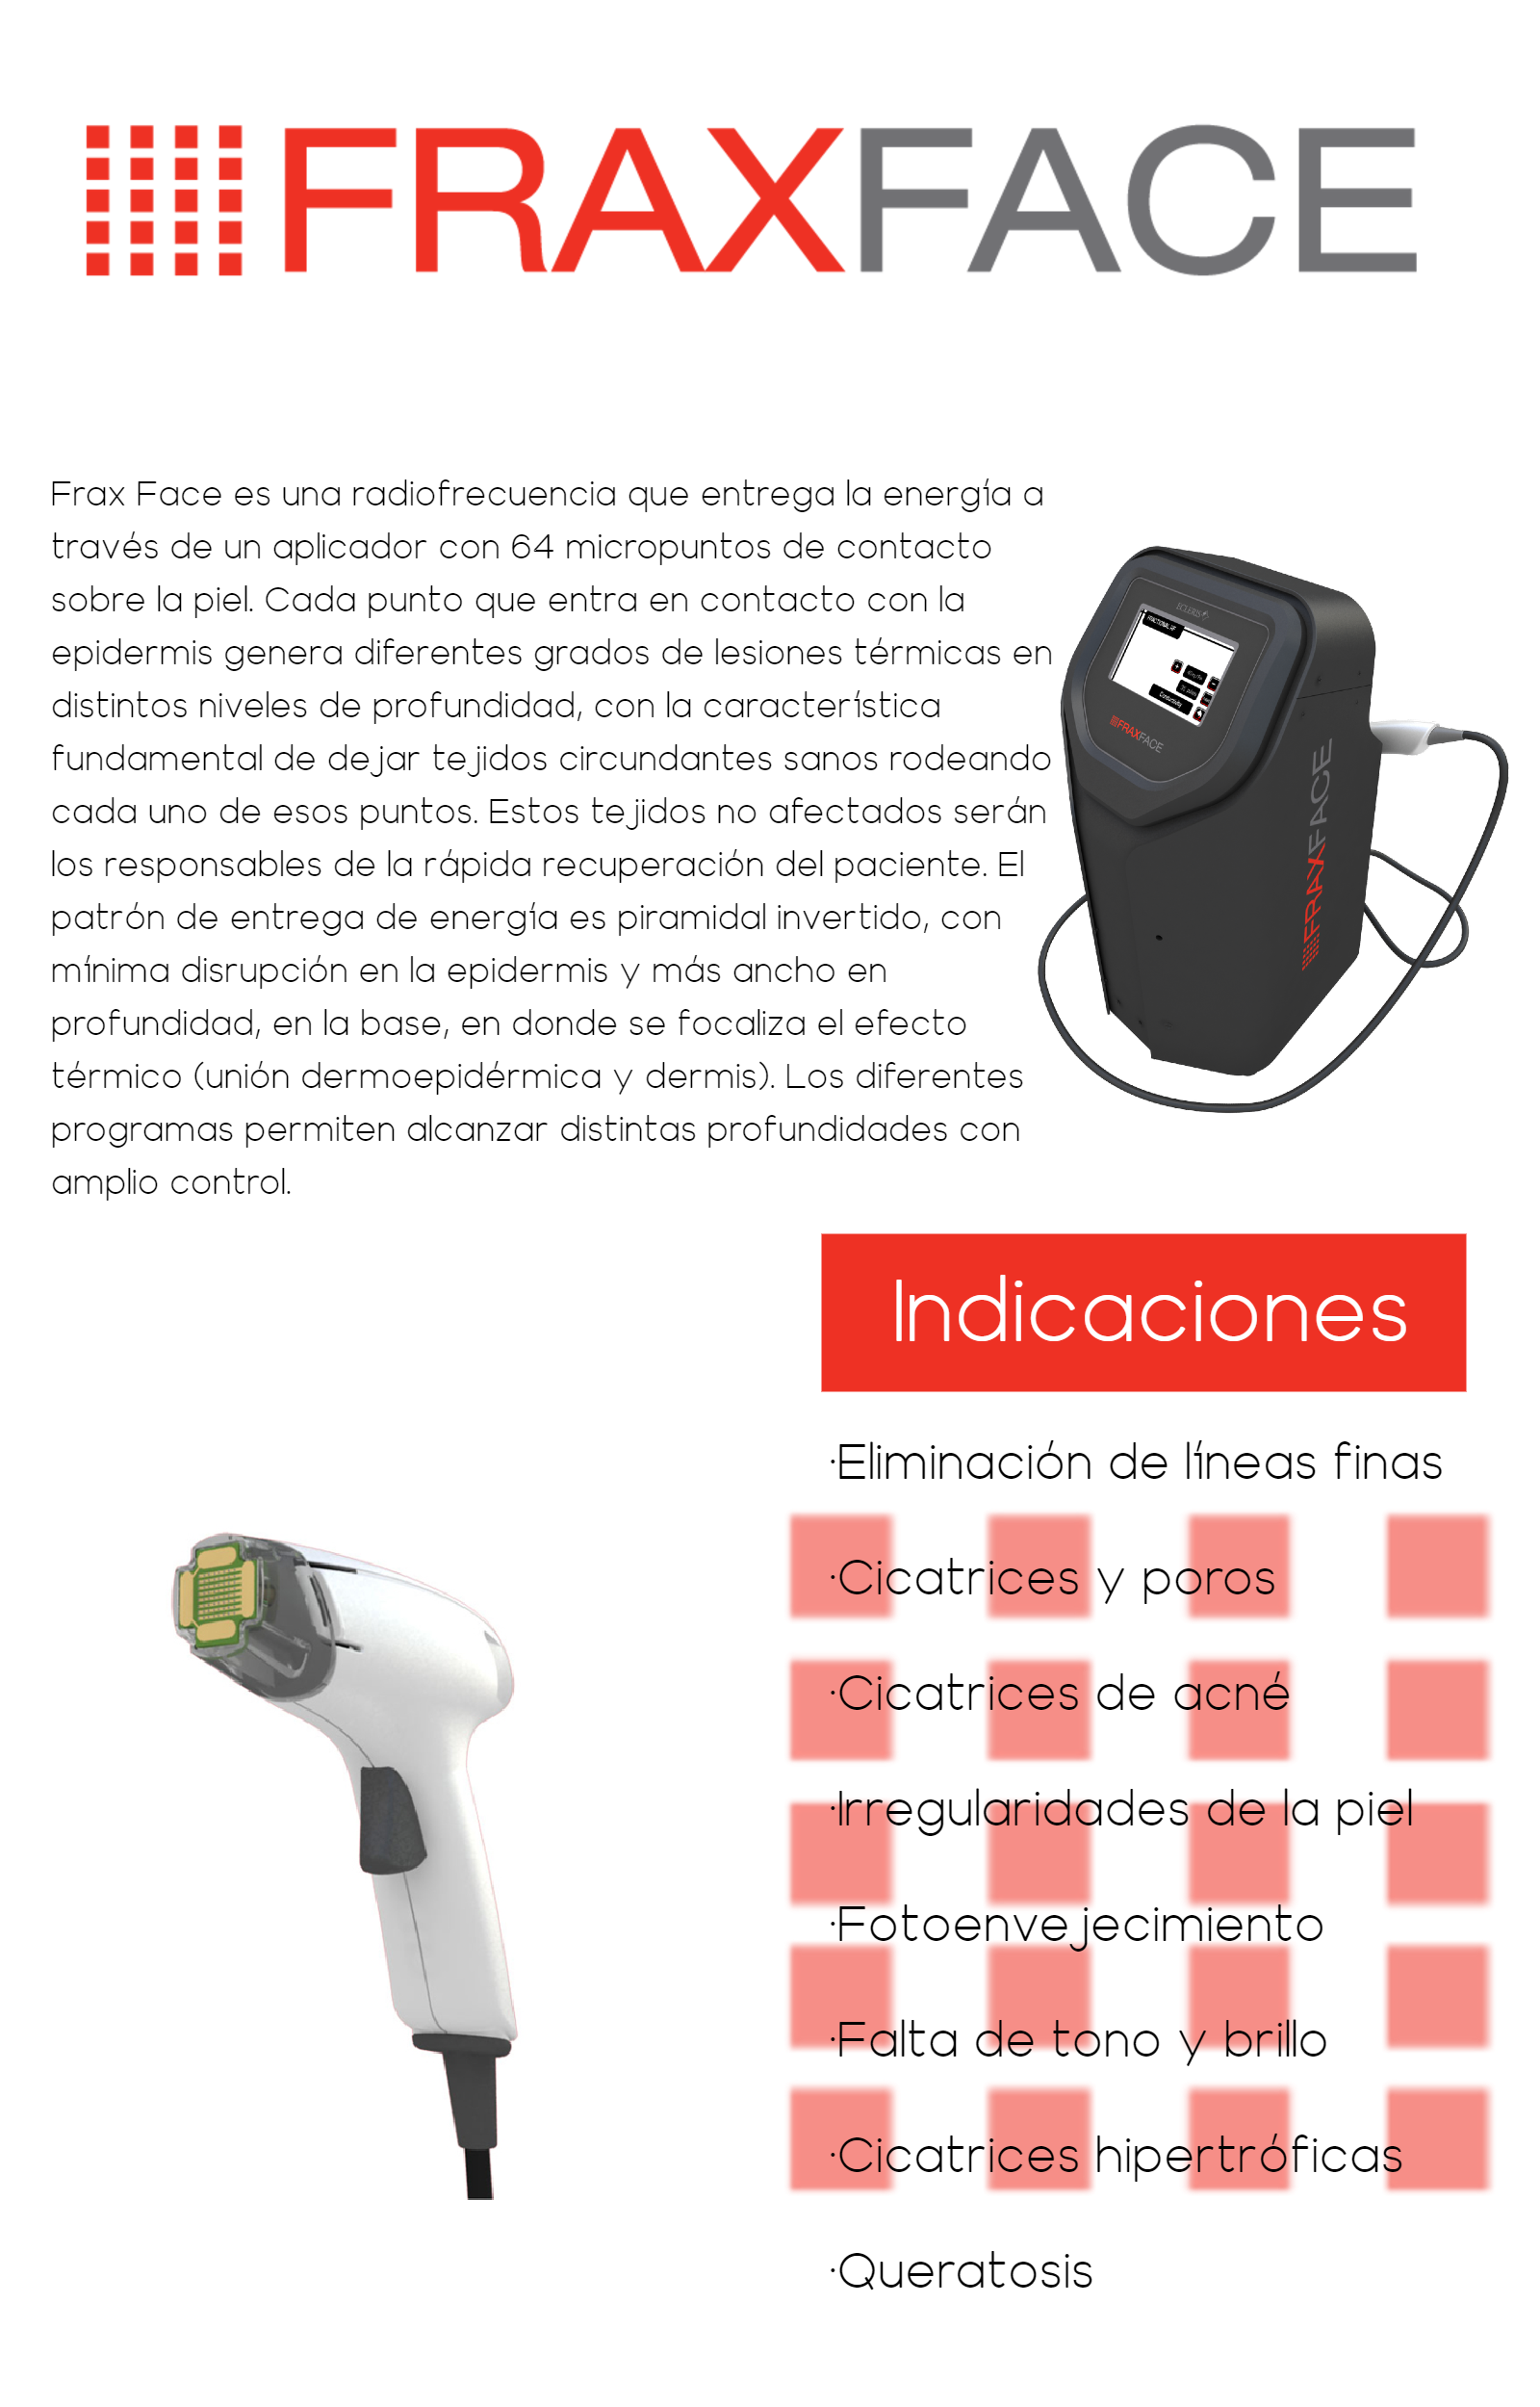 FRAXFACE
Frax Face es una radiofrecuencia que entrega la energía a
través de un aplicador con 64 micropuntos de contacto
sobre la piel. Cada punto que entra en contacto con la
epidermis genera diferentes grados de lesiones térmicas en
distintos niveles de profundidad, con la característica
fundamental de dejar tejidos circundantes sanos rodeando
cada uno de esos puntos. Estos tejidos no afectados serán
los responsables de la rápida recuperación del paciente. El
patrón de entrega de energía es piramidal invertido, con
mínima disrupción en la epidermis y más ancho en
profundidad, en la base, en donde se focaliza el efecto
térmico (unión dermoepidérmica y dermis). Los diferentes
programas permiten alcanzar distintas profundidades con
amplio control.
ECLERIS
FRACTIONAL RF
Conductivity
FRAXFACE
FRAXFACE
Indicaciones
·Eliminación de líneas finas
·Cicatrices y poros
·Cicatrices de acné
·Irregularidades de la piel
·Fotoenvejecimiento
·Falta de tono y brillo
·Cicatrices hipertróficas
·Queratosis